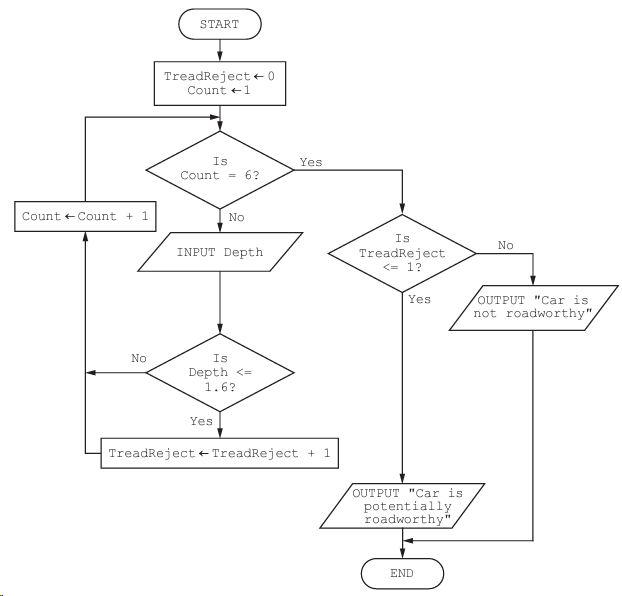 START
TreadReject ← 0
Count ← 1
Is
Count = 6?
Yes
No
Count ← Count + 1
INPUT Depth
Is
TreadReject
<= 1?
No
Yes
OUTPUT "Car is
not roadworthy"
Is
Depth <=
1.6?
No
Yes
TreadReject ← TreadReject + 1
OUTPUT "Car is
potentially
roadworthy"
END